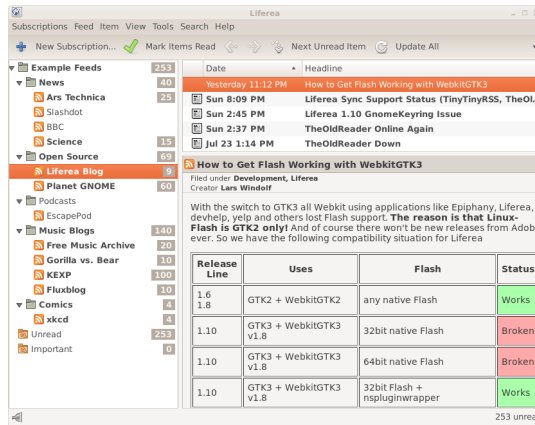 Liferea
Subscriptions Feed Item View Tools Search Help
New Subscription... Mark Items Read Next Unread Item Update All
Example Feeds 253
News 40
Ars Technica 25
Slashdot
BBC
Science 15
Open Source 69
Liferea Blog 9
Planet GNOME 60
Podcasts
EscapePod
Music Blogs 140
Free Music Archive 20
Gorilla vs. Bear 10
KEXP 100
Fluxblog 10
Comics 4
xkcd 4
Unread 253
Important 0
Date Headline
Yesterday 11:12 PM How to Get Flash Working with WebkitGTK3
Sun 8:09 PM Liferea Sync Support Status (TinyTinyRSS, TheOl.
Sun 2:45 PM Liferea 1.10 GnomeKeyring Issue
Sun 2:37 PM TheOldReader Online Again
Jul 23 1:14 PM TheOldReader Down
How to Get Flash Working with WebkitGTK3
Filed under Development, Liferea
Creator Lars Windolf
With the switch to GTK3 all Webkit using applications like Epiphany, Liferea,
devhelp, yelp and others lost Flash support. The reason is that Linux-
Flash is GTK2 only! And of course there won't be new releases from Adob
ever. So we have the following compatibility situation for Liferea
Release Line Uses Flash Status
1.6
1.8 GTK2 + WebkitGTK2 any native Flash Works
1.10 GTK3 + WebkitGTK3 v1.8 32bit native Flash Broken
1.10 GTK3 + WebkitGTK3 v1.8 64bit native Flash Broken
1.10 GTK3 + WebkitGTK3 v1.8 32bit Flash + nspluginwrapper Works
253 unrea